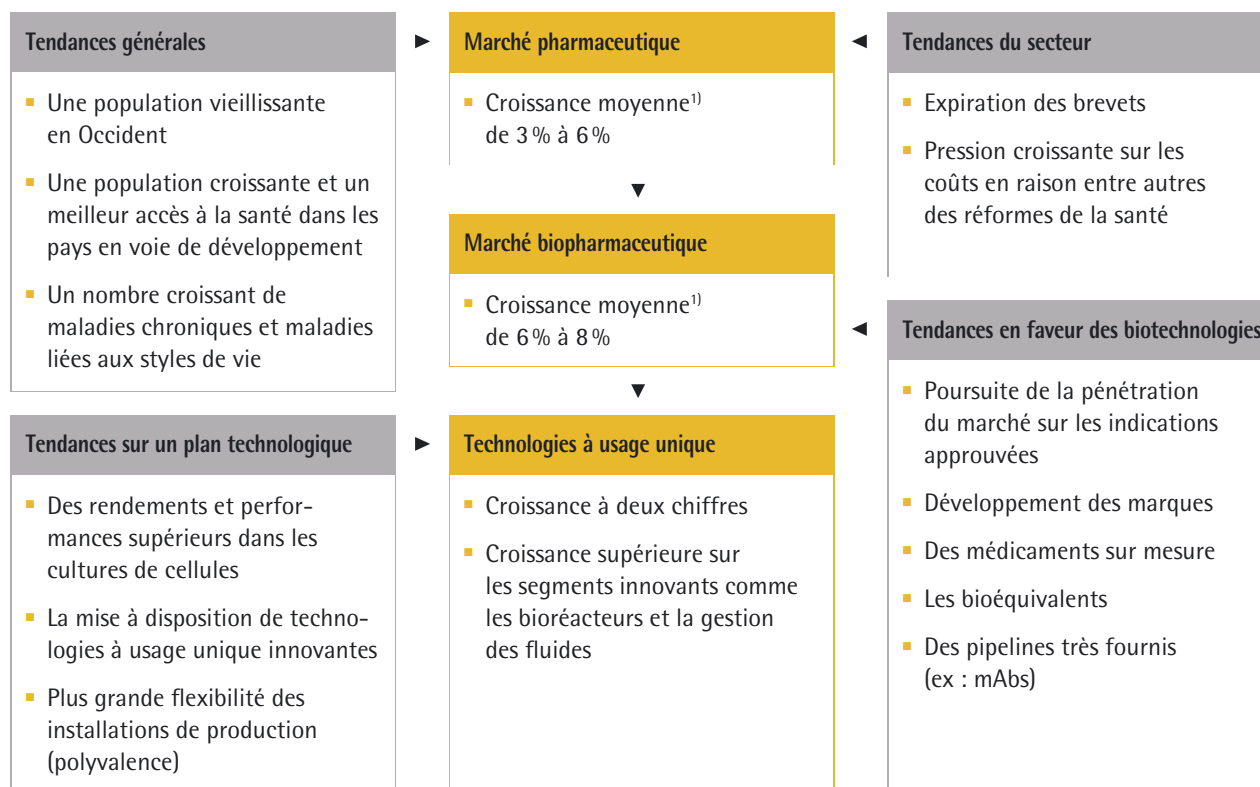 Tendances générales
Une population vieillissante
en Occident
Une population croissante et un
meilleur accès à la santé dans les
pays en voie de développement
Un nombre croissant de
maladies chroniques et maladies
liées aux styles de vie
Tendances sur un plan technologique
Des rendements et perfor-
mances supérieurs dans les
cultures de cellules
La mise à disposition de techno-
logies à usage unique innovantes
Plus grande flexibilité des
installations de production
(polyvalence)
Marché pharmaceutique
Croissance moyenne1)
de 3 % à 6 %
Marché biopharmaceutique
Croissance moyenne1)
de 6 % à 8 %
Technologies à usage unique
Croissance à deux chiffres
Croissance supérieure sur
les segments innovants comme
les bioréacteurs et la gestion
des fluides
Tendances du secteur
Expiration des brevets
Pression croissante sur les
coûts en raison entre autres
des réformes de la santé
Tendances en faveur des biotechnologies
Poursuite de la pénétration
du marché sur les indications
approuvées
Développement des marques
Des médicaments sur mesure
Les bioéquivalents
Des pipelines très fournis
(ex : mAbs)